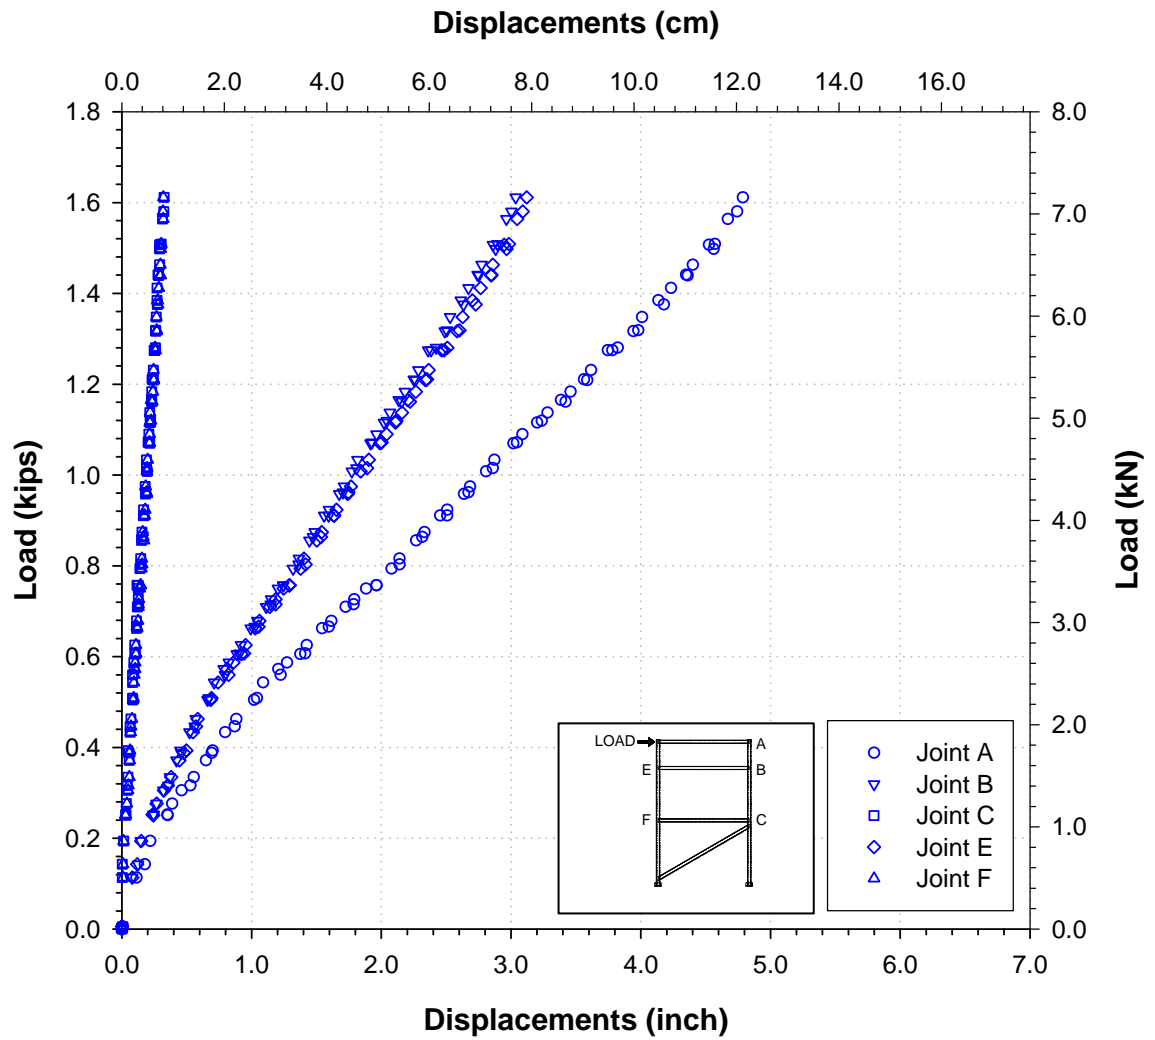 Displacements (cm)
0.0 2.0 4.0 6.0 8.0 10.0 12.0 14.0 16.0
1.8 8.0
1.6 7.0
1.4 6.0
1.2 5.0
1.0 4.0
0.8 3.0
0.6 2.0
0.4 1.0
0.2 0.0
0.0
Load (kips)
Load (kN)
LOAD A
E B
F C
Joint A
Joint B
Joint C
Joint E
Joint F
0.0 1.0 2.0 3.0 4.0 5.0 6.0 7.0
Displacements (inch)